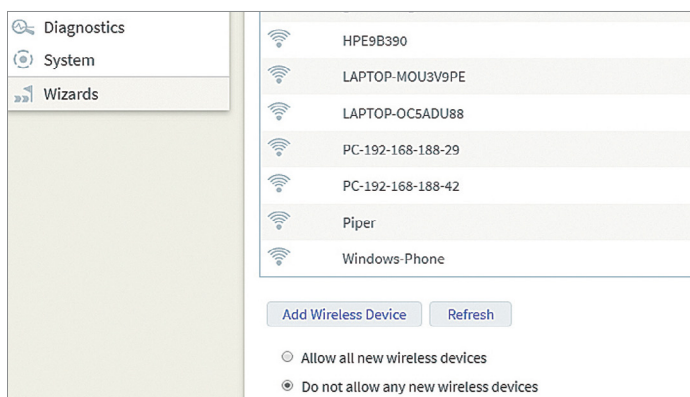 Diagnostics
System
Wizards
HPE9B390
LAPTOP-MOU3V9PE
LAPTOP-OC5ADU88
PC-192-168-188-29
PC-192-168-188-42
Piper
Windows-Phone
Add Wireless Device
Refresh
Allow all new wireless devices
Do not allow any new wireless devices